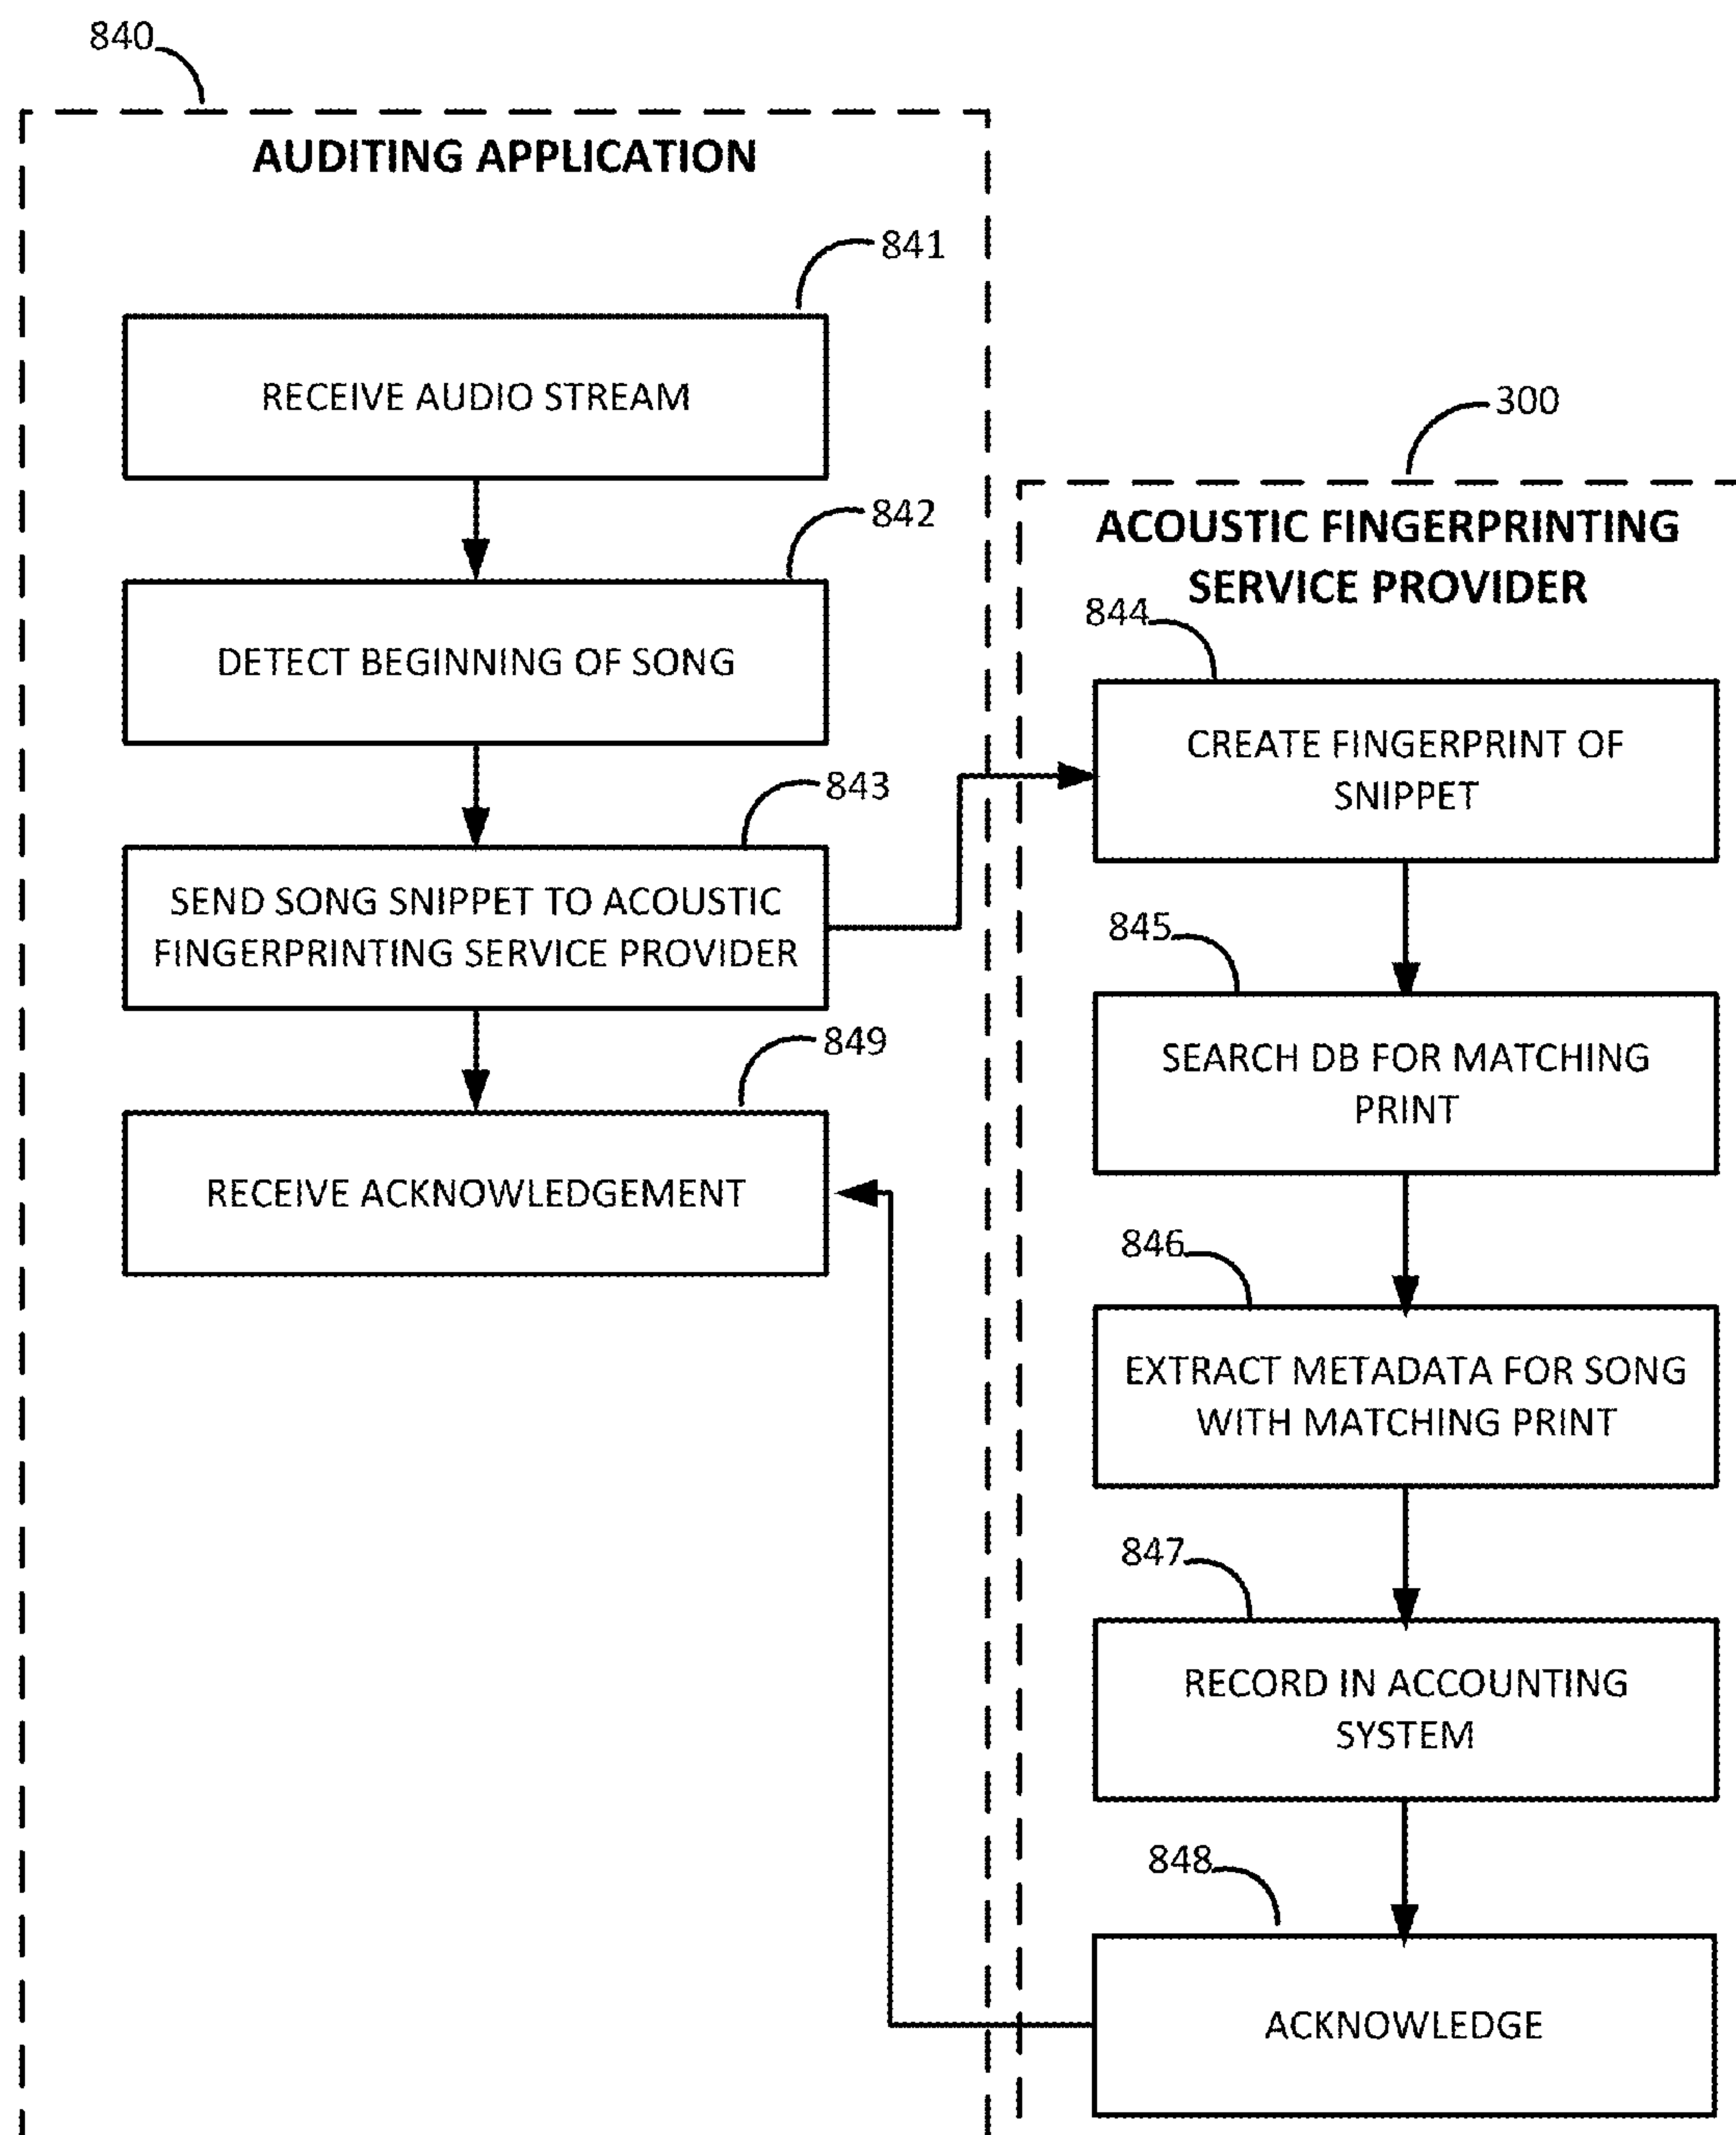 840
AUDITING APPLICATION
841
RECEIVE AUDIO STREAM
842
DETECT BEGINNING OF SONG
843
SEND SONG SNIPPET TO ACOUSTIC
FINGERPRINTING SERVICE PROVIDER
849
RECEIVE ACKNOWLEDGEMENT
300
ACOUSTIC FINGERPRINTING
SERVICE PROVIDER
844
CREATE FINGERPRINT OF
SNIPPET
845
SEARCH DB FOR MATCHING
PRINT
846
EXTRACT METADATA FOR SONG
WITH MATCHING PRINT
847
RECORD IN ACCOUNTING
SYSTEM
848
ACKNOWLEDGE